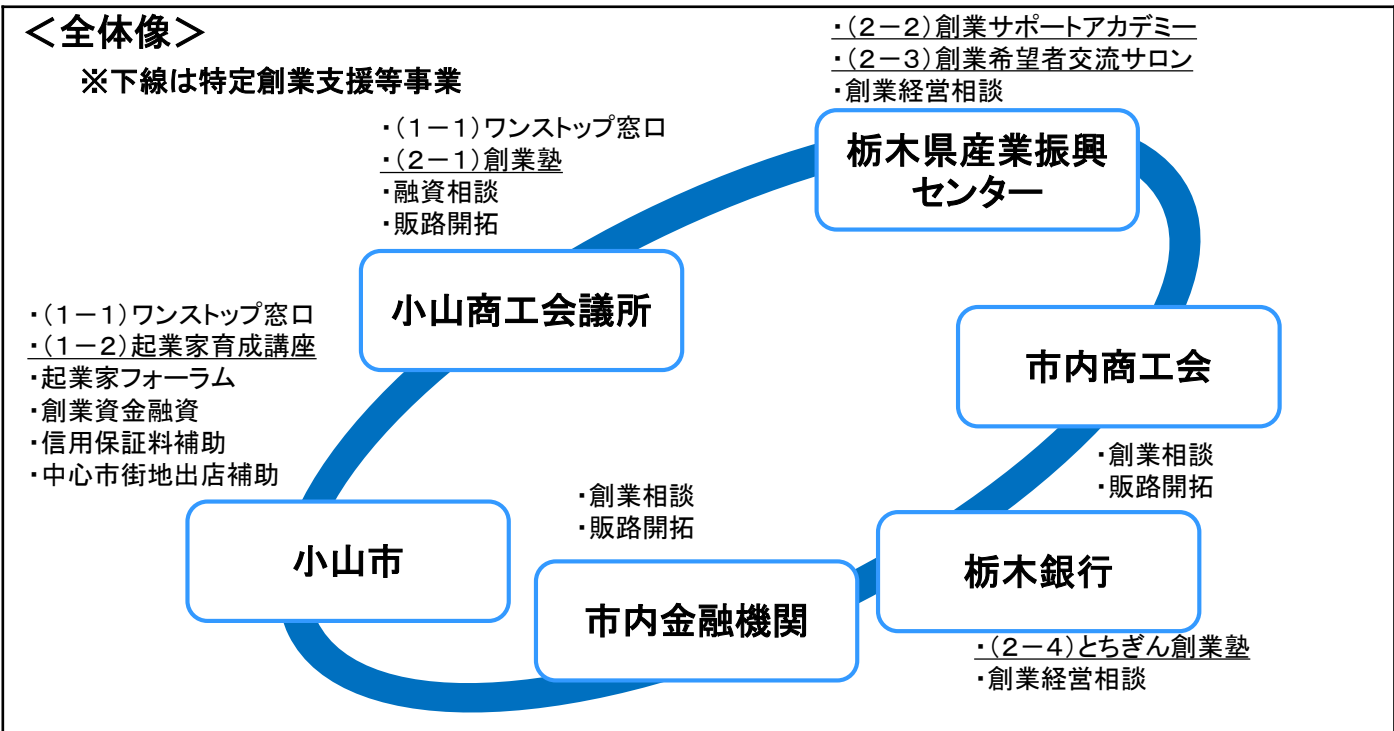 ＜全体像＞
※下線は特定創業支援等事業
・(2－2)創業サポートアカデミー
・(2－3)創業希望者交流サロン
・創業経営相談
栃木県産業振興
センター
・(1－1)ワンストップ窓口
・(2－1)創業塾
・融資相談
・販路開拓
小山商工会議所
・(1－1)ワンストップ窓口
・(1－2)起業家育成講座
・起業家フォーラム
・創業資金融資
・信用保証料補助
・中心市街地出店補助
小山市
市内商工会
・創業相談
・販路開拓
・創業相談
・販路開拓
市内金融機関
栃木銀行
・(2－4)とちぎん創業塾
・創業経営相談